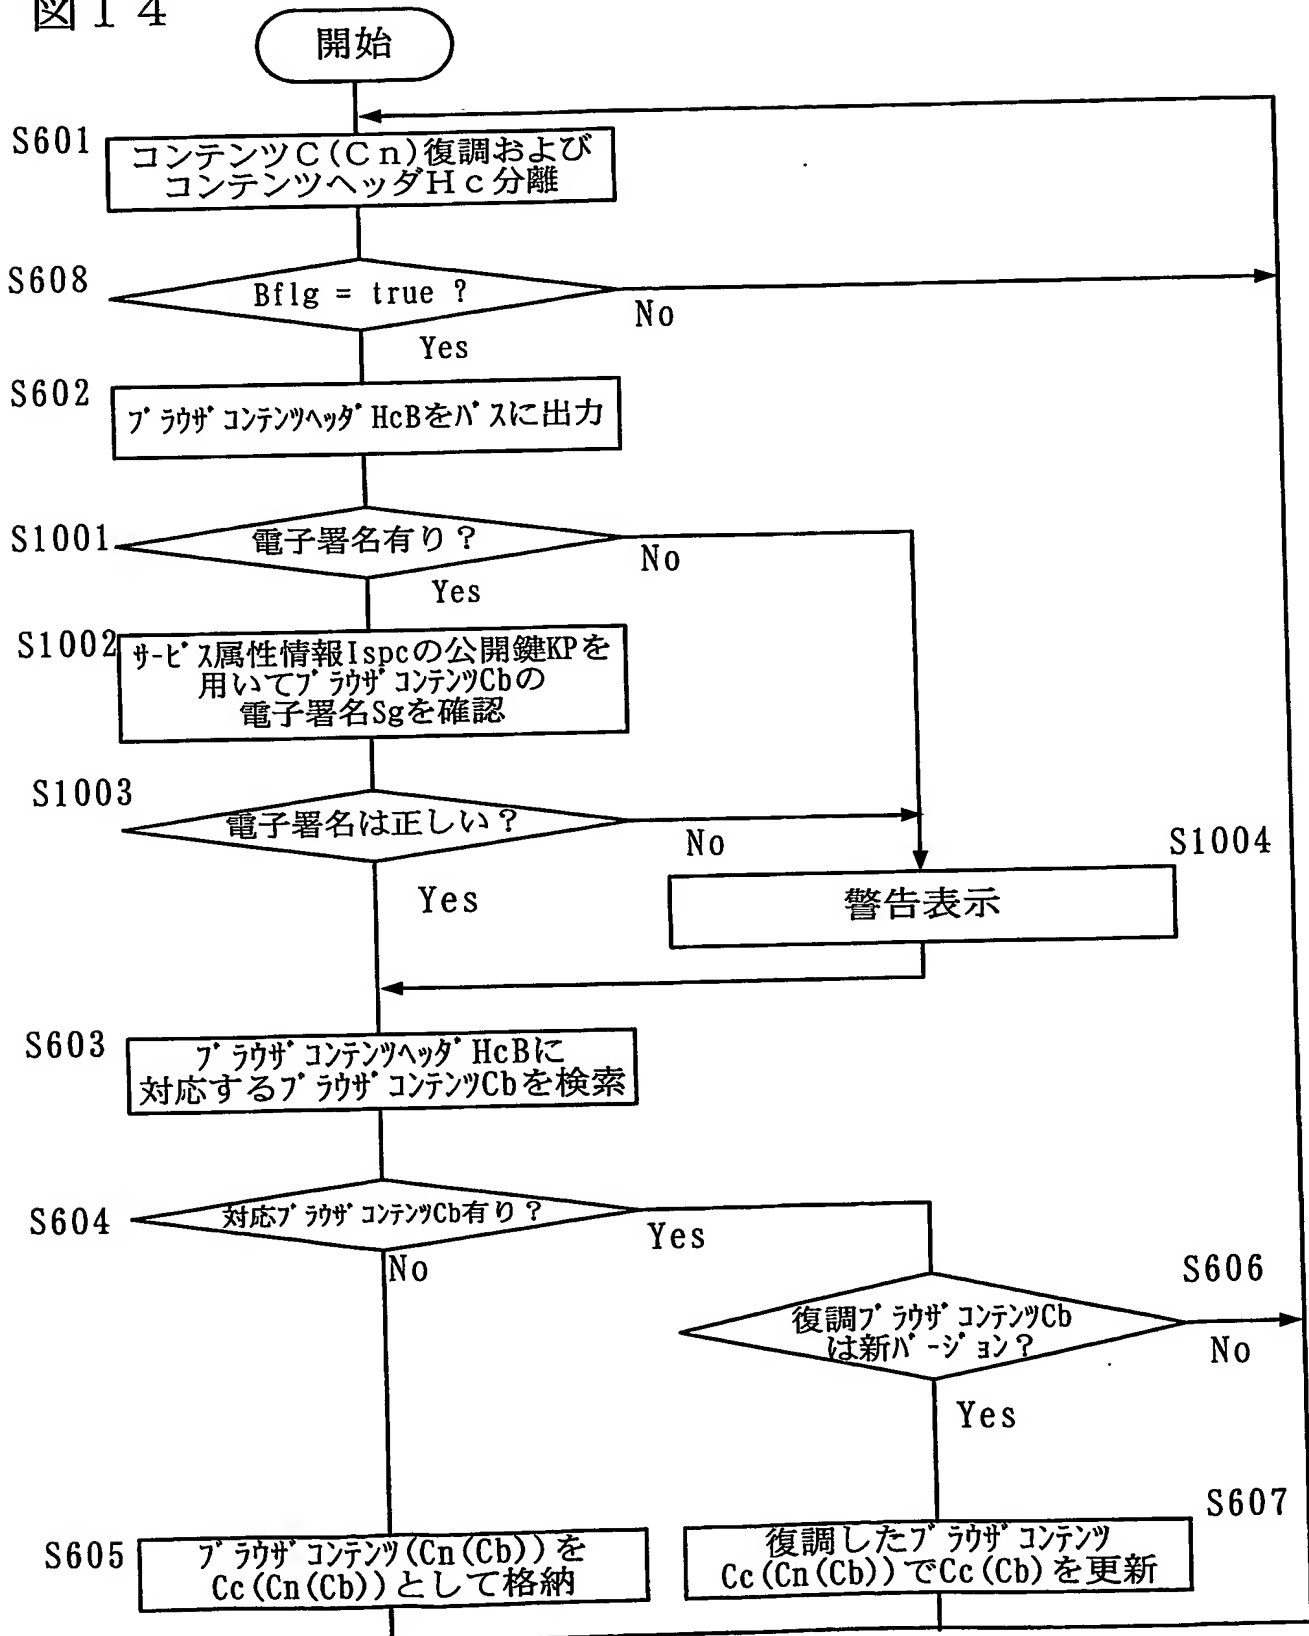 図14
開始
S601
コンテンツC(Cn)復調および
コンテンツヘッダHc分離
S608
Bflg = true ?
No
Yes
S602
ブラウザコンテンツヘッダHcBをバスに出力
S1001
電子署名有り?
No
Yes
S1002
サービス属性情報Ispcの公開鍵KPを
用いてブラウザコンテンツCbの
電子署名Sgを確認
S1003
電子署名は正しい?
No
Yes
S1004
警告表示
S603
ブラウザコンテンツヘッダHcBに
対応するブラウザコンテンツCbを検索
S604
対応ブラウザコンテンツCb有り?
Yes
No
S606
復調ブラウザコンテンツCb
は新バージョン?
No
Yes
S605
ブラウザコンテンツ(Cn(Cb))を
Cc(Cn(Cb))として格納
S607
復調したブラウザコンテンツ
Cc(Cn(Cb))でCc(Cb)を更新